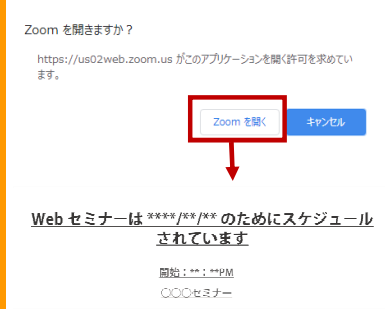 Zoom を開きますか？
https://us02web.zoom.us がこのアプリケーションを開く許可を求めてい
ます。
Zoom を開く
キャンセル
Web セミナーは ****/**/** のためにスケジュール
されています
開始：**：**PM
〇〇〇セミナー